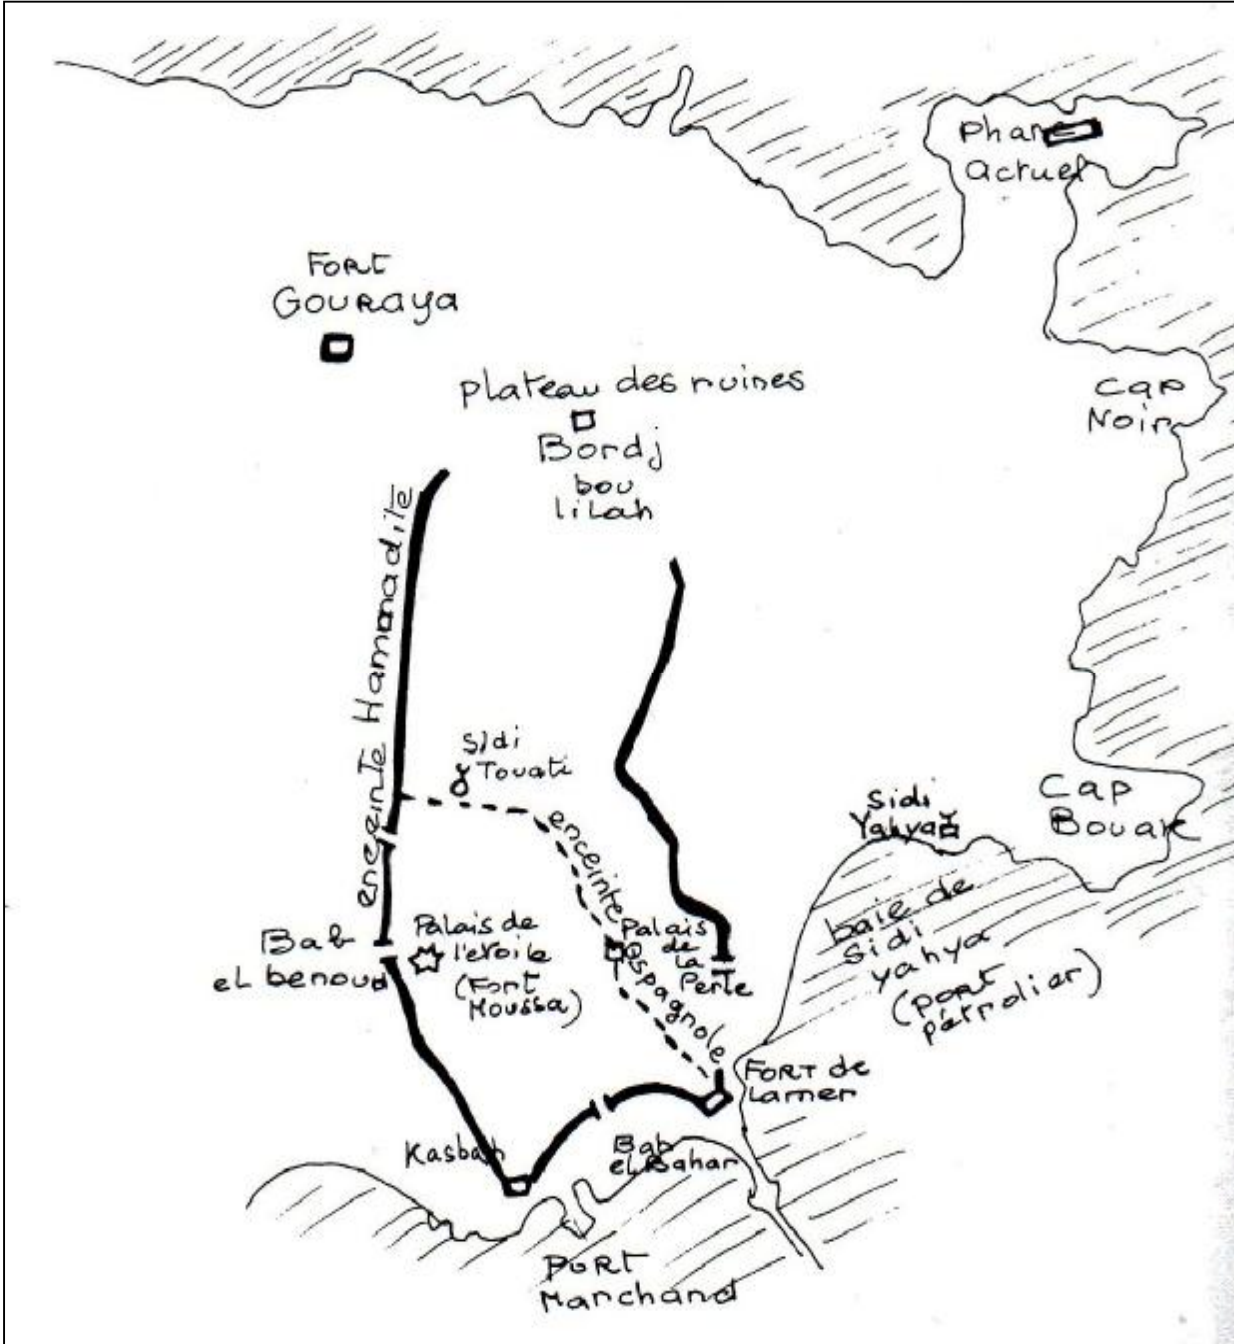 Phare
actuel
FORT
GOURAYA
Cap
Noir
plateau des ruines
Bordj
bou
lilah
enceinte Hammadite
Sidi
Touati
Cap
Bouak
Sidi
Yahya
enceinte espagnole
Palais
de
la
Perle
Palais de
l'étoile
(Fort
Moussa)
Bab
el benoud
baie de
Sidi
yahya
(port
pétrolier)
FORT de
Lamer
Kasbah
Bab
el Bahar
PORT
Marchand